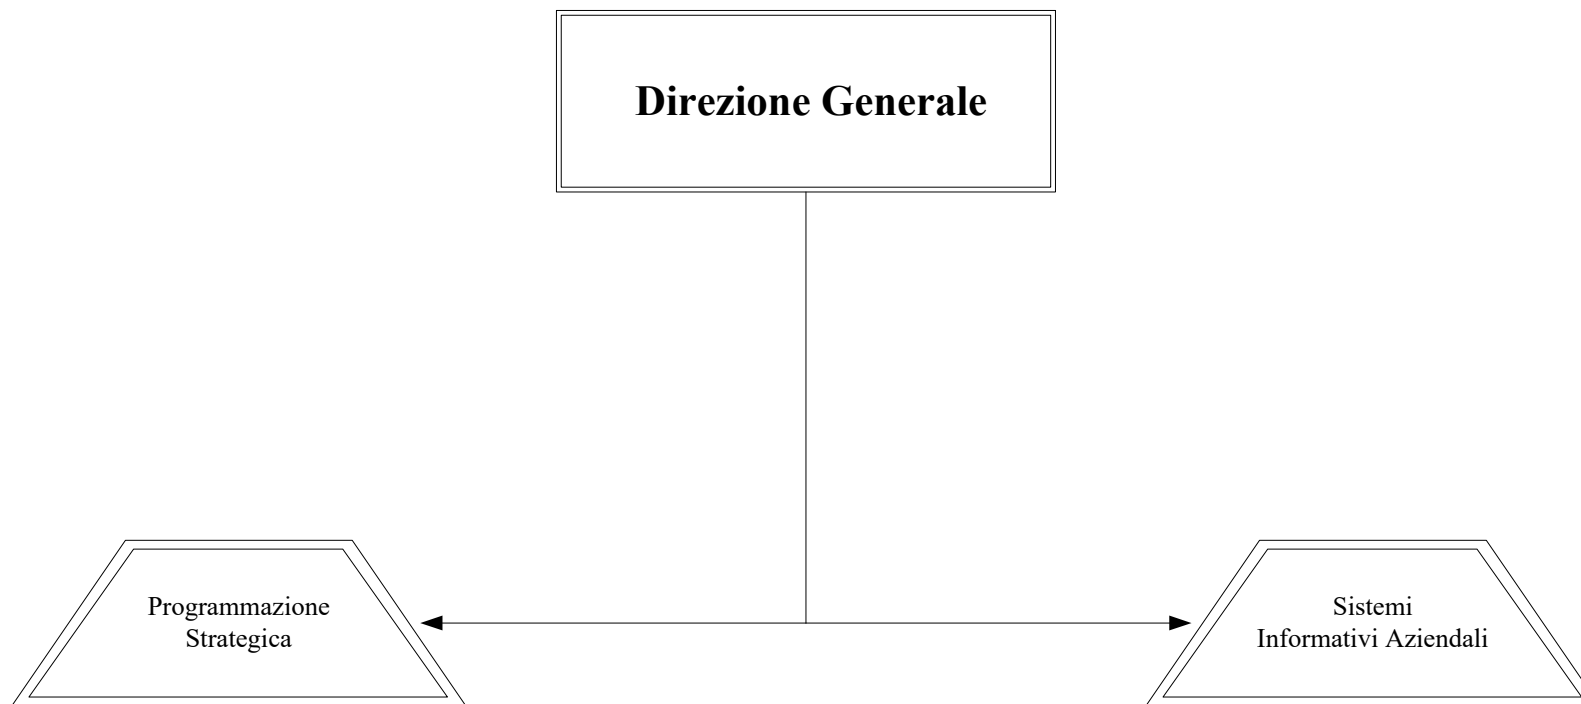 Direzione Generale
Programmazione
Strategica
Sistemi
Informativi Aziendali